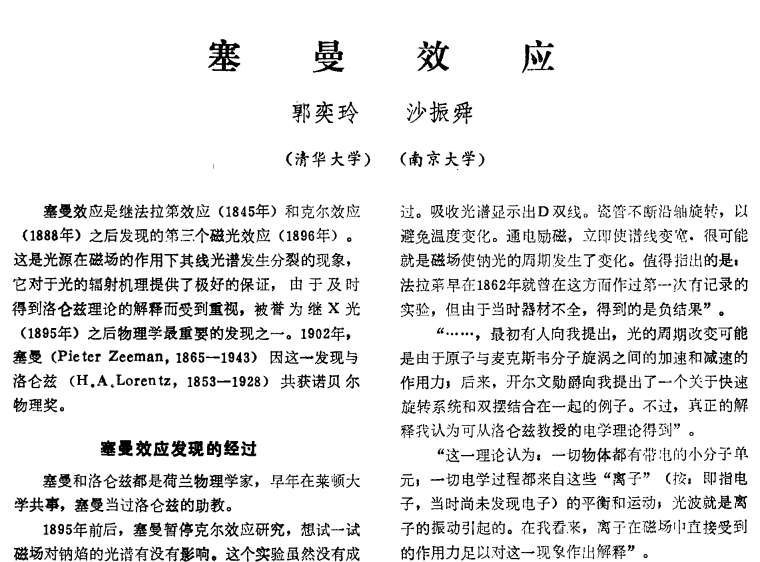 塞曼效应
郭奕玲 沙振舜
（清华大学） （南京大学）
塞曼效应是继法拉第效应（1845年）和克尔效应
（1888年）之后发现的第三个磁光效应（1896年）。
这是光源在磁场的作用下其线光谱发生分裂的现象，
它对于光的辐射机理提供了极好的保证，由于及时
得到洛仑兹理论的解释而受到重视，被誉为继X光
（1895年）之后物理学最重要的发现之一。1902年，
塞曼（Pieter Zeeman，1865—1943）因这一发现与
洛仑兹（H.A.Lorentz，1853—1928）共获诺贝尔
物理奖。
塞曼效应发现的经过
塞曼和洛仑兹都是荷兰物理学家，早年在莱顿大
学共事，塞曼当过洛仑兹的助教。
1895年前后，塞曼暂停克尔效应研究，想试一试
磁场对钠焰的光谱有没有影响。这个实验虽然没有成
过。吸收光谱显示出D双线。瓷管不断沿轴旋转，以
避免温度变化。通电励磁，立即使谱线变宽．很可能
就是磁场使钠光的周期发生了变化。值得指出的是：
法拉第早在1862年就曾在这方面作过第一次有记录的
实验，但由于当时器材不全，得到的是负结果”。
“……，最初有人向我提出，光的周期改变可能
是由于原子与麦克斯韦分子旋涡之间的加速和减速的
作用力；后来，开尔文勋爵向我提出了一个关于快速
旋转系统和双摆结合在一起的例子。不过，真正的解
释我认为可从洛仑兹教授的电学理论得到”。
“这一理论认为：一切物体都有带电的小分子单
元；一切电学过程都来自这些“离子”（按：即指电
子，当时尚未发现电子）的平衡和运动；光波就是离
子的振动引起的。在我看来，离子在磁场中直接受到
的作用力足以对这一现象作出解释”。